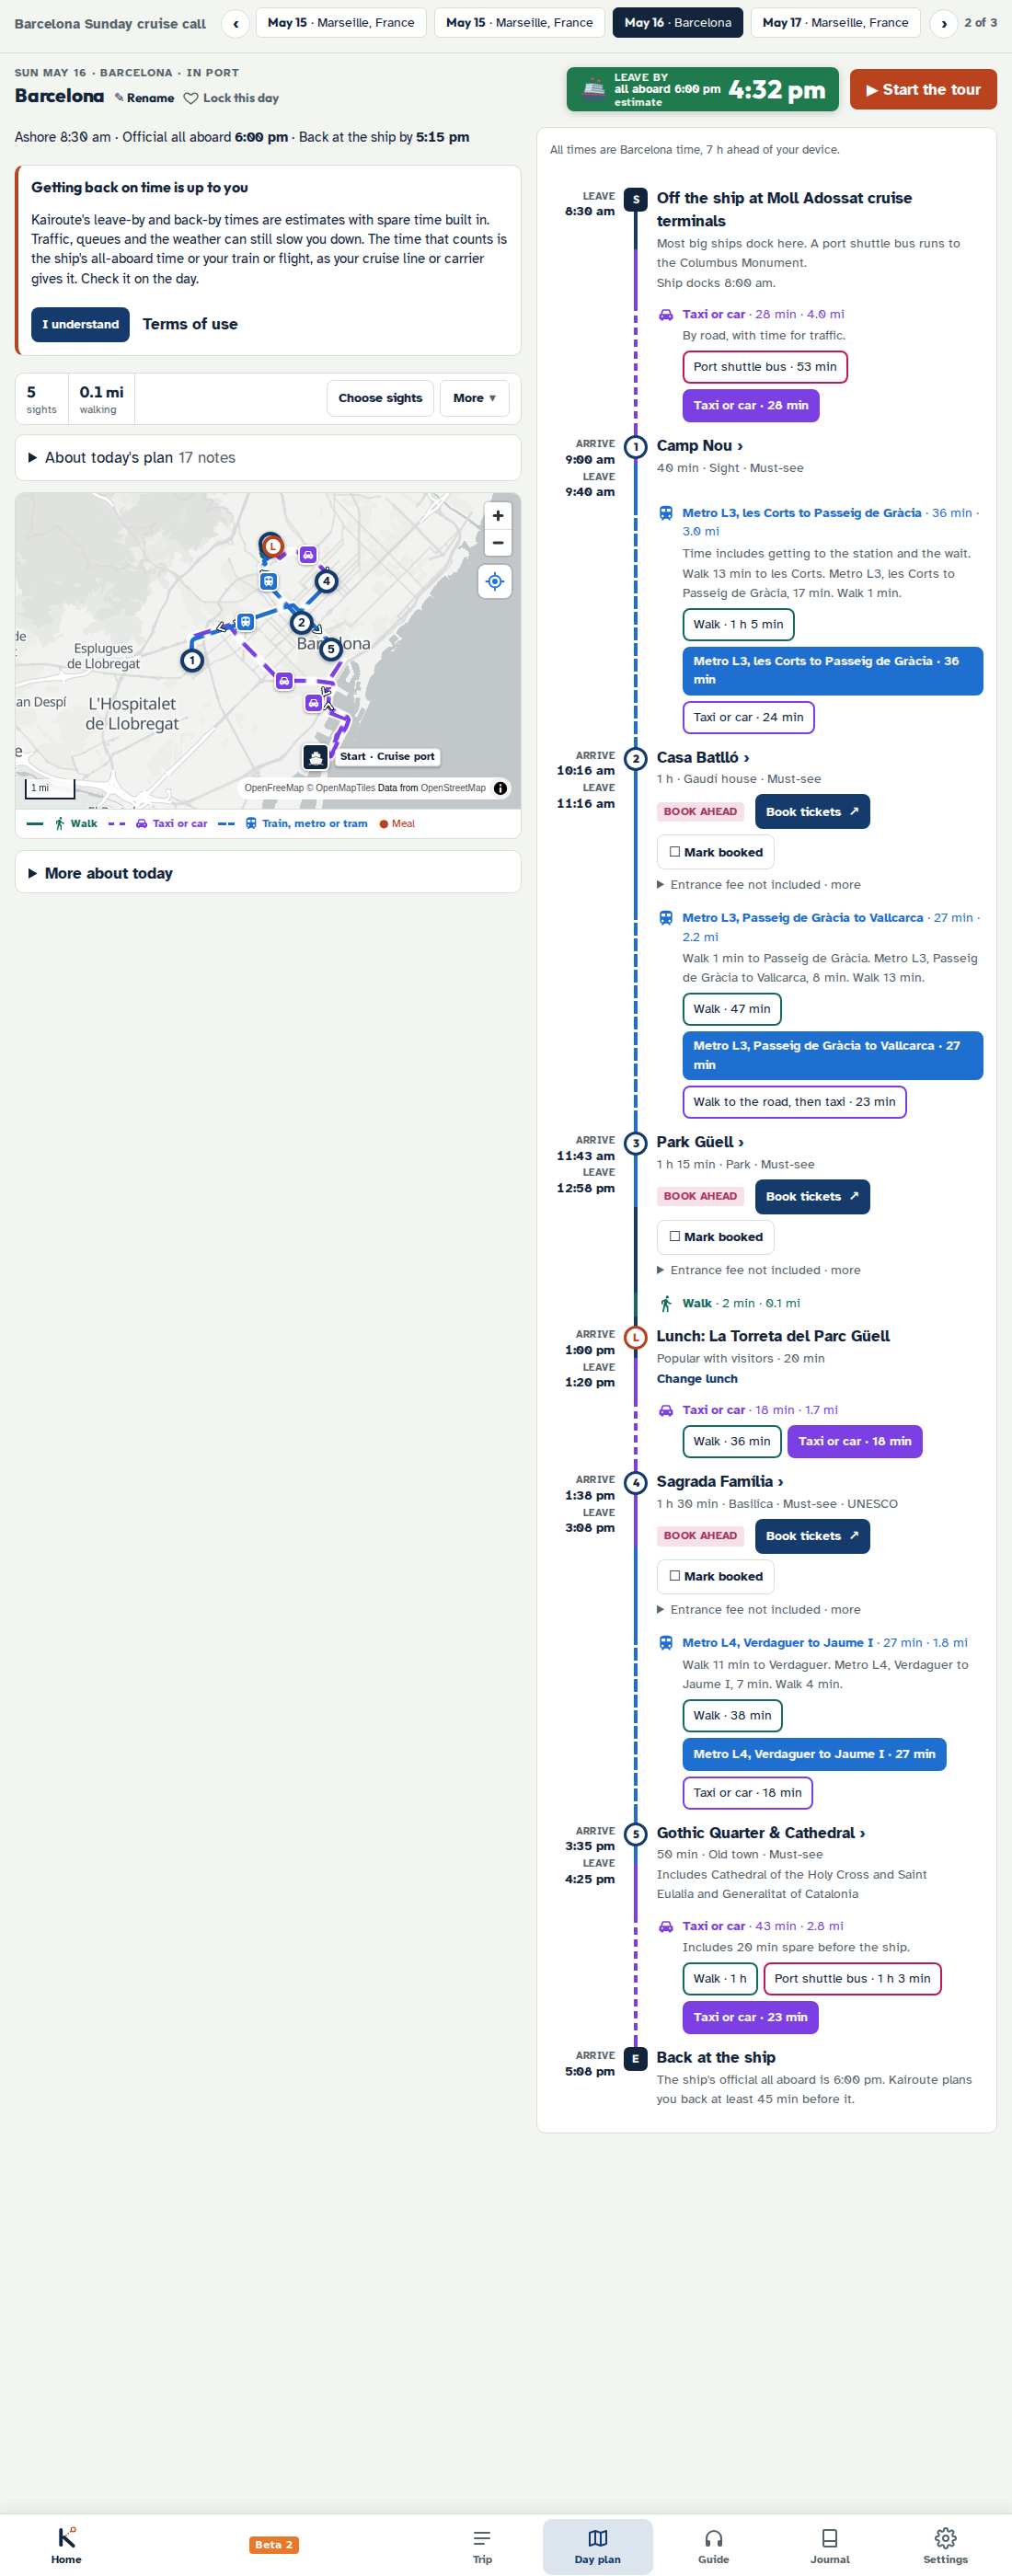 Barcelona Sunday cruise call
‹
May 15 · Marseille, France
May 15 · Marseille, France
May 16 · Barcelona
May 17 · Marseille, France
›
2 of 3
SUN MAY 16 · BARCELONA · IN PORT
Barcelona
✎ Rename
Lock this day
LEAVE BY
all aboard 6:00 pm
estimate
4:32 pm
▶ Start the tour
Ashore 8:30 am · Official all aboard 6:00 pm · Back at the ship by 5:15 pm
Getting back on time is up to you
Kairoute's leave-by and back-by times are estimates with spare time built in.
Traffic, queues and the weather can still slow you down. The time that counts is
the ship's all-aboard time or your train or flight, as your cruise line or carrier
gives it. Check it on the day.
I understand
Terms of use
5
sights
0.1 mi
walking
Choose sights
More ▼
▶ About today's plan 17 notes
L
4
2
Barcelona
5
1
de
Esplugues
de Llobregat
an Despí
L'Hospitalet
de Llobregat
e
Start · Cruise port
+
−
1 mi
OpenFreeMap © OpenMapTiles Data from OpenStreetMap
Walk
Taxi or car
Train, metro or tram
Meal
▶ More about today
All times are Barcelona time, 7 h ahead of your device.
LEAVE
8:30 am
S
Off the ship at Moll Adossat cruise
terminals
Most big ships dock here. A port shuttle bus runs to
the Columbus Monument.
Ship docks 8:00 am.
Taxi or car · 28 min · 4.0 mi
By road, with time for traffic.
Port shuttle bus · 53 min
Taxi or car · 28 min
ARRIVE
9:00 am
LEAVE
9:40 am
1
Camp Nou ›
40 min · Sight · Must-see
Metro L3, les Corts to Passeig de Gràcia · 36 min ·
3.0 mi
Time includes getting to the station and the wait.
Walk 13 min to les Corts. Metro L3, les Corts to
Passeig de Gràcia, 17 min. Walk 1 min.
Walk · 1 h 5 min
Metro L3, les Corts to Passeig de Gràcia · 36
min
Taxi or car · 24 min
ARRIVE
10:16 am
LEAVE
11:16 am
2
Casa Batlló ›
1 h · Gaudí house · Must-see
BOOK AHEAD
Book tickets ↗
☐ Mark booked
▶ Entrance fee not included · more
Metro L3, Passeig de Gràcia to Vallcarca · 27 min ·
2.2 mi
Walk 1 min to Passeig de Gràcia. Metro L3, Passeig
de Gràcia to Vallcarca, 8 min. Walk 13 min.
Walk · 47 min
Metro L3, Passeig de Gràcia to Vallcarca · 27
min
Walk to the road, then taxi · 23 min
ARRIVE
11:43 am
LEAVE
12:58 pm
3
Park Güell ›
1 h 15 min · Park · Must-see
BOOK AHEAD
Book tickets ↗
☐ Mark booked
▶ Entrance fee not included · more
Walk · 2 min · 0.1 mi
ARRIVE
1:00 pm
LEAVE
1:20 pm
L
Lunch: La Torreta del Parc Güell
Popular with visitors · 20 min
Change lunch
Taxi or car · 18 min · 1.7 mi
Walk · 36 min
Taxi or car · 18 min
ARRIVE
1:38 pm
LEAVE
3:08 pm
4
Sagrada Família ›
1 h 30 min · Basilica · Must-see · UNESCO
BOOK AHEAD
Book tickets ↗
☐ Mark booked
▶ Entrance fee not included · more
Metro L4, Verdaguer to Jaume I · 27 min · 1.8 mi
Walk 11 min to Verdaguer. Metro L4, Verdaguer to
Jaume I, 7 min. Walk 4 min.
Walk · 38 min
Metro L4, Verdaguer to Jaume I · 27 min
Taxi or car · 18 min
ARRIVE
3:35 pm
LEAVE
4:25 pm
5
Gothic Quarter & Cathedral ›
50 min · Old town · Must-see
Includes Cathedral of the Holy Cross and Saint
Eulalia and Generalitat of Catalonia
Taxi or car · 43 min · 2.8 mi
Includes 20 min spare before the ship.
Walk · 1 h
Port shuttle bus · 1 h 3 min
Taxi or car · 23 min
ARRIVE
5:08 pm
E
Back at the ship
The ship's official all aboard is 6:00 pm. Kairoute plans
you back at least 45 min before it.
Home
Beta 2
Trip
Day plan
Guide
Journal
Settings